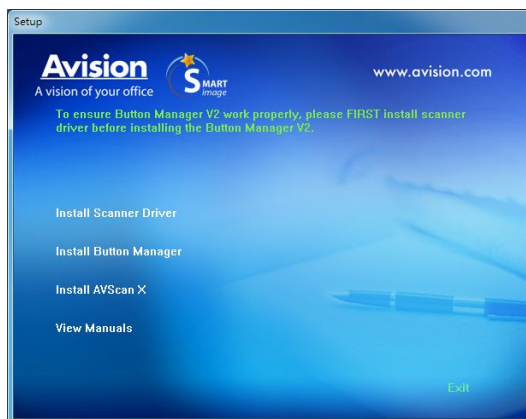 Setup
Avision
A vision of your office
SMART
image
www.avision.com
To ensure Button Manager V2 work properly, please FIRST install scanner
driver before installing the Button Manager V2.
Install Scanner Driver
Install Button Manager
Install AVScan X
View Manuals
Exit